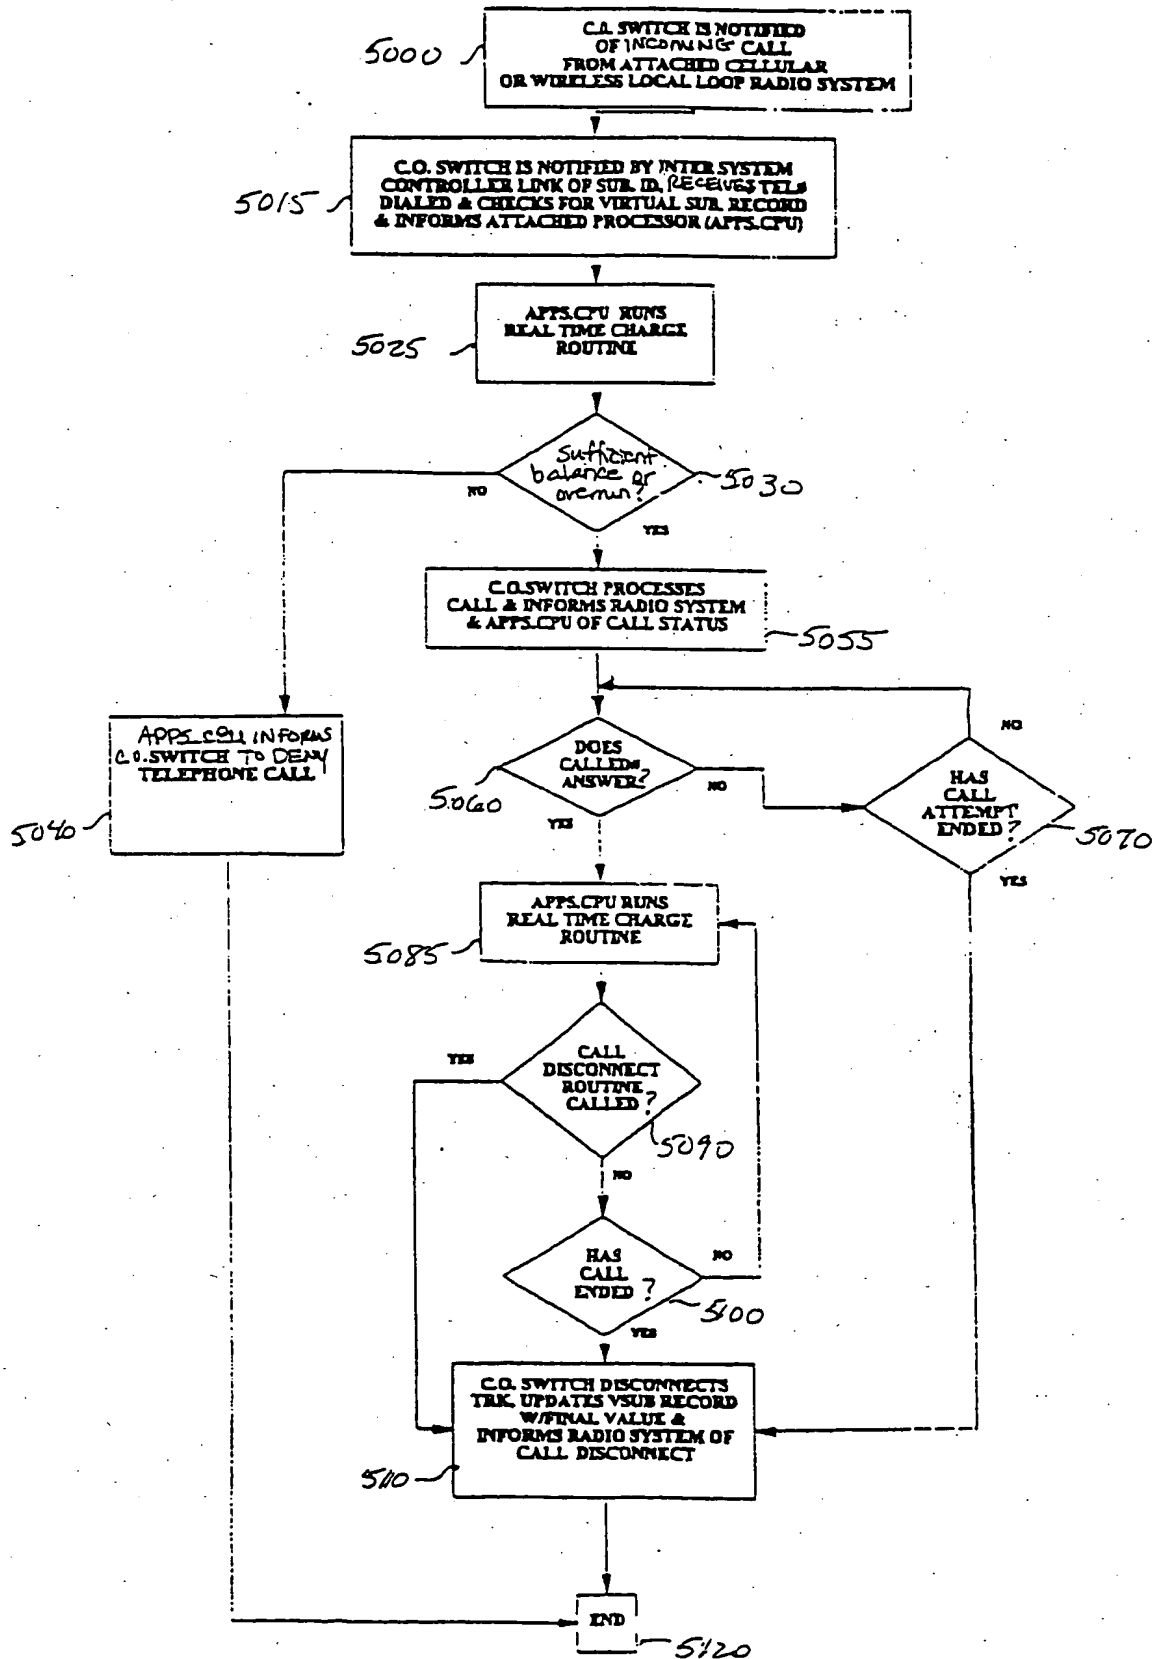 5000
C.O. SWITCH IS NOTIFIED
OF INCOMING CALL
FROM ATTACHED CELLULAR
OR WIRELESS LOCAL LOOP RADIO SYSTEM
5015
C.O. SWITCH IS NOTIFIED BY INTER SYSTEM
CONTROLLER LINK OF SUB. ID, RECEIVES TEL#
DIALED & CHECKS FOR VIRTUAL SUB. RECORD
& INFORMS ATTACHED PROCESSOR (APPS.CPU)
5025
APPS.CPU RUNS
REAL TIME CHARGE
ROUTINE
Sufficient
balance or
overrun?
5030
NO
YES
C.O.SWITCH PROCESSES
CALL & INFORMS RADIO SYSTEM
& APPS.CPU OF CALL STATUS
5055
APPS CPU INFORMS
C.O. SWITCH TO DENY
TELEPHONE CALL
5040
DOES
CALLED#
ANSWER?
5060
NO
YES
NO
HAS
CALL
ATTEMPT
ENDED?
5070
YES
APPS.CPU RUNS
REAL TIME CHARGE
ROUTINE
5085
YES
CALL
DISCONNECT
ROUTINE
CALLED?
5090
NO
HAS
CALL
ENDED?
NO
5100
YES
C.O. SWITCH DISCONNECTS
TRK, UPDATES VSUB RECORD
W/FINAL VALUE &
INFORMS RADIO SYSTEM OF
CALL DISCONNECT
5110
END
5120